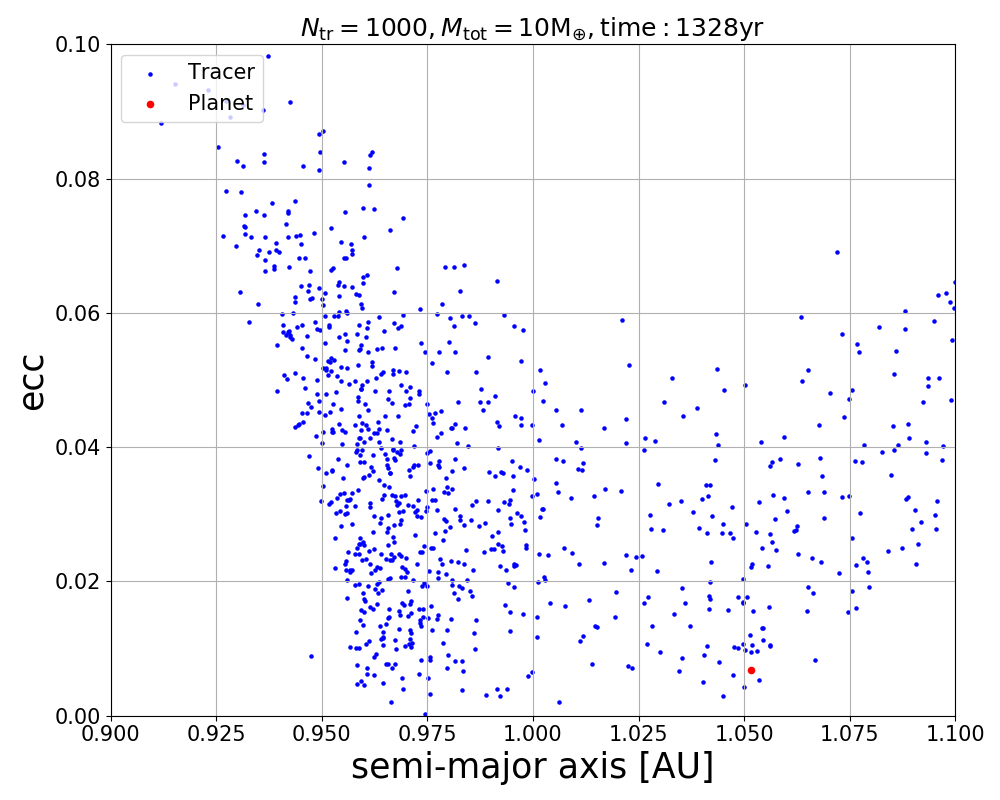 N_tr = 1000, M_tot = 10M_⊕, time : 1328yr
Tracer
Planet
ecc
0.10
0.08
0.06
0.04
0.02
0.00
0.900 0.925 0.950 0.975 1.000 1.025 1.050 1.075 1.100
semi-major axis [AU]